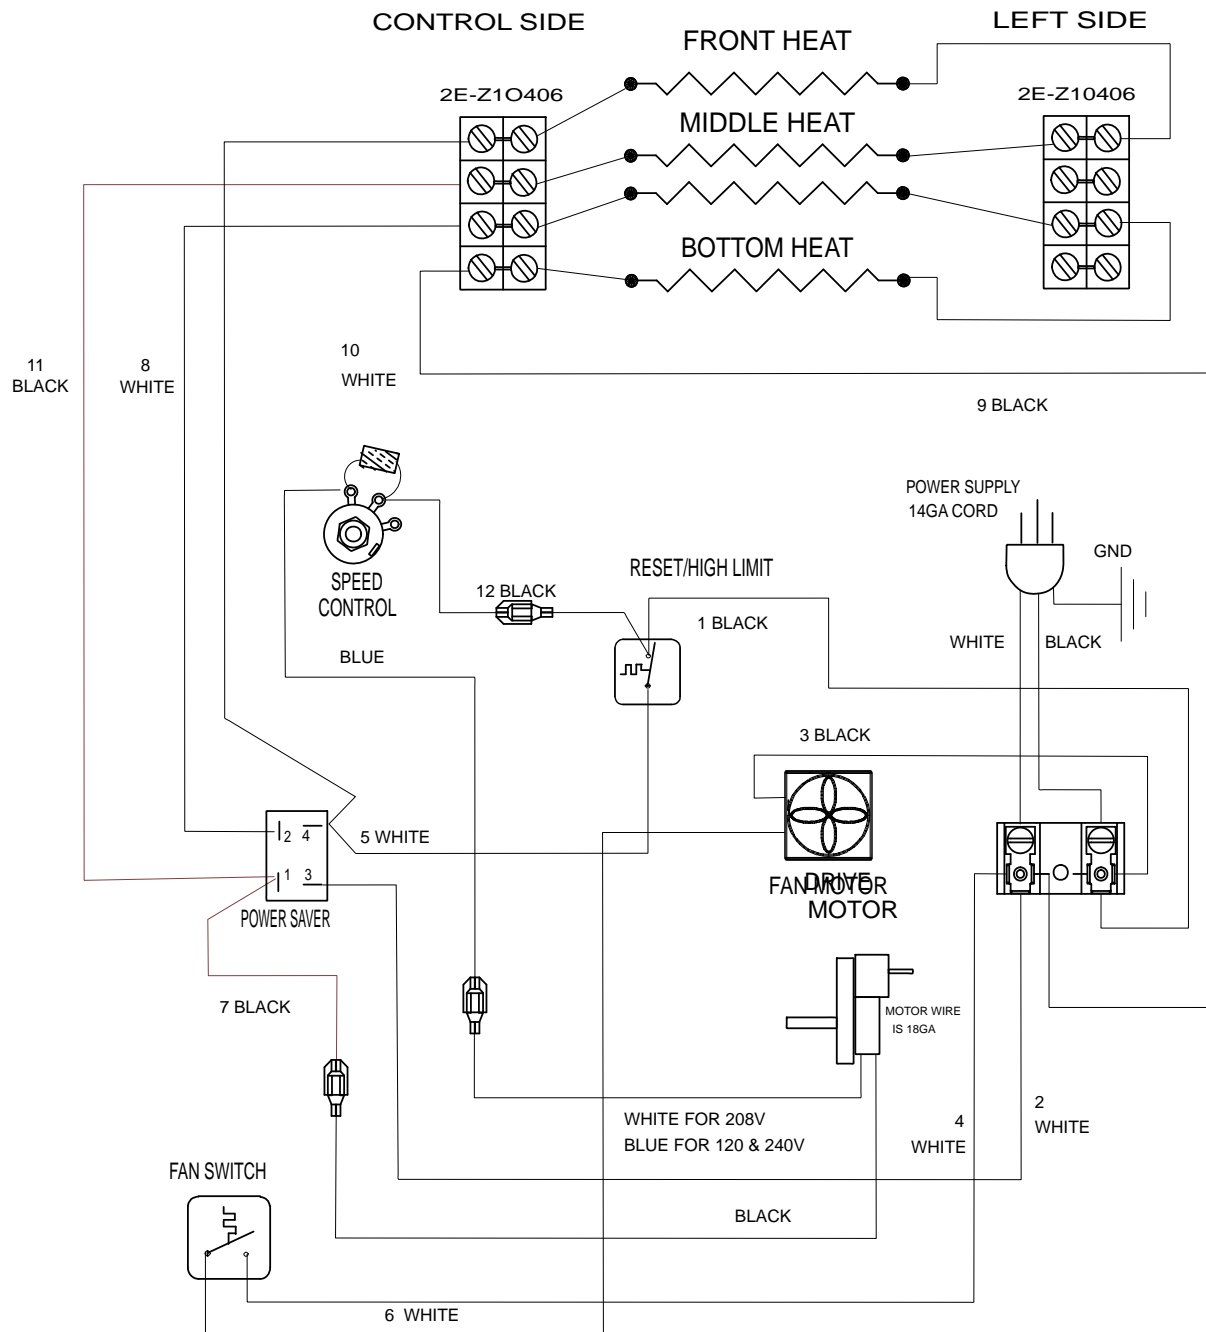 CONTROL SIDE
LEFT SIDE
FRONT HEAT
2E-Z1O406
2E-Z10406
MIDDLE HEAT
BOTTOM HEAT
11
BLACK
8
WHITE
10
WHITE
9 BLACK
POWER SUPPLY
14GA CORD
GND
RESET/HIGH LIMIT
SPEED
CONTROL
12 BLACK
1 BLACK
WHITE
BLACK
BLUE
3 BLACK
2 4
1 3
5 WHITE
POWER SAVER
FAN MOTOR
DRIVE
MOTOR
7 BLACK
MOTOR WIRE
IS 18GA
WHITE FOR 208V
BLUE FOR 120 & 240V
4
WHITE
2
WHITE
FAN SWITCH
BLACK
6 WHITE